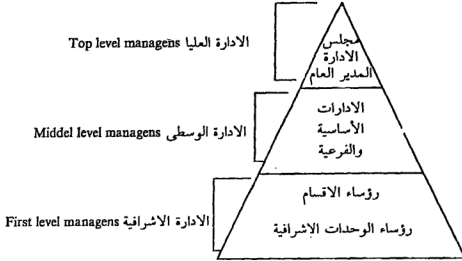 مجلس
الادارة
المدير العام
Top level managens الادارة العليا
الادارات
الأساسية
والفرعية
Middel level managens الادارة الوسطى
رؤساء الاقسام
رؤساء الوحدات الإشرافية
First level managens الادارة الاشرافية